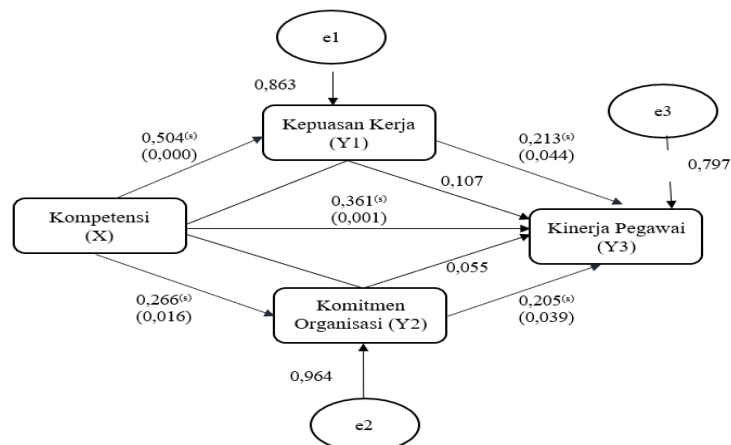 e1
0,863
e3
Kepuasan Kerja
(Y1)
0,504(s)
(0,000)
0,213(s)
(0,044)
0,797
0,107
0,361(s)
(0,001)
Kompetensi
(X)
Kinerja Pegawai
(Y3)
0,055
0,266(s)
(0,016)
Komitmen
Organisasi (Y2)
0,205(s)
(0,039)
0,964
e2